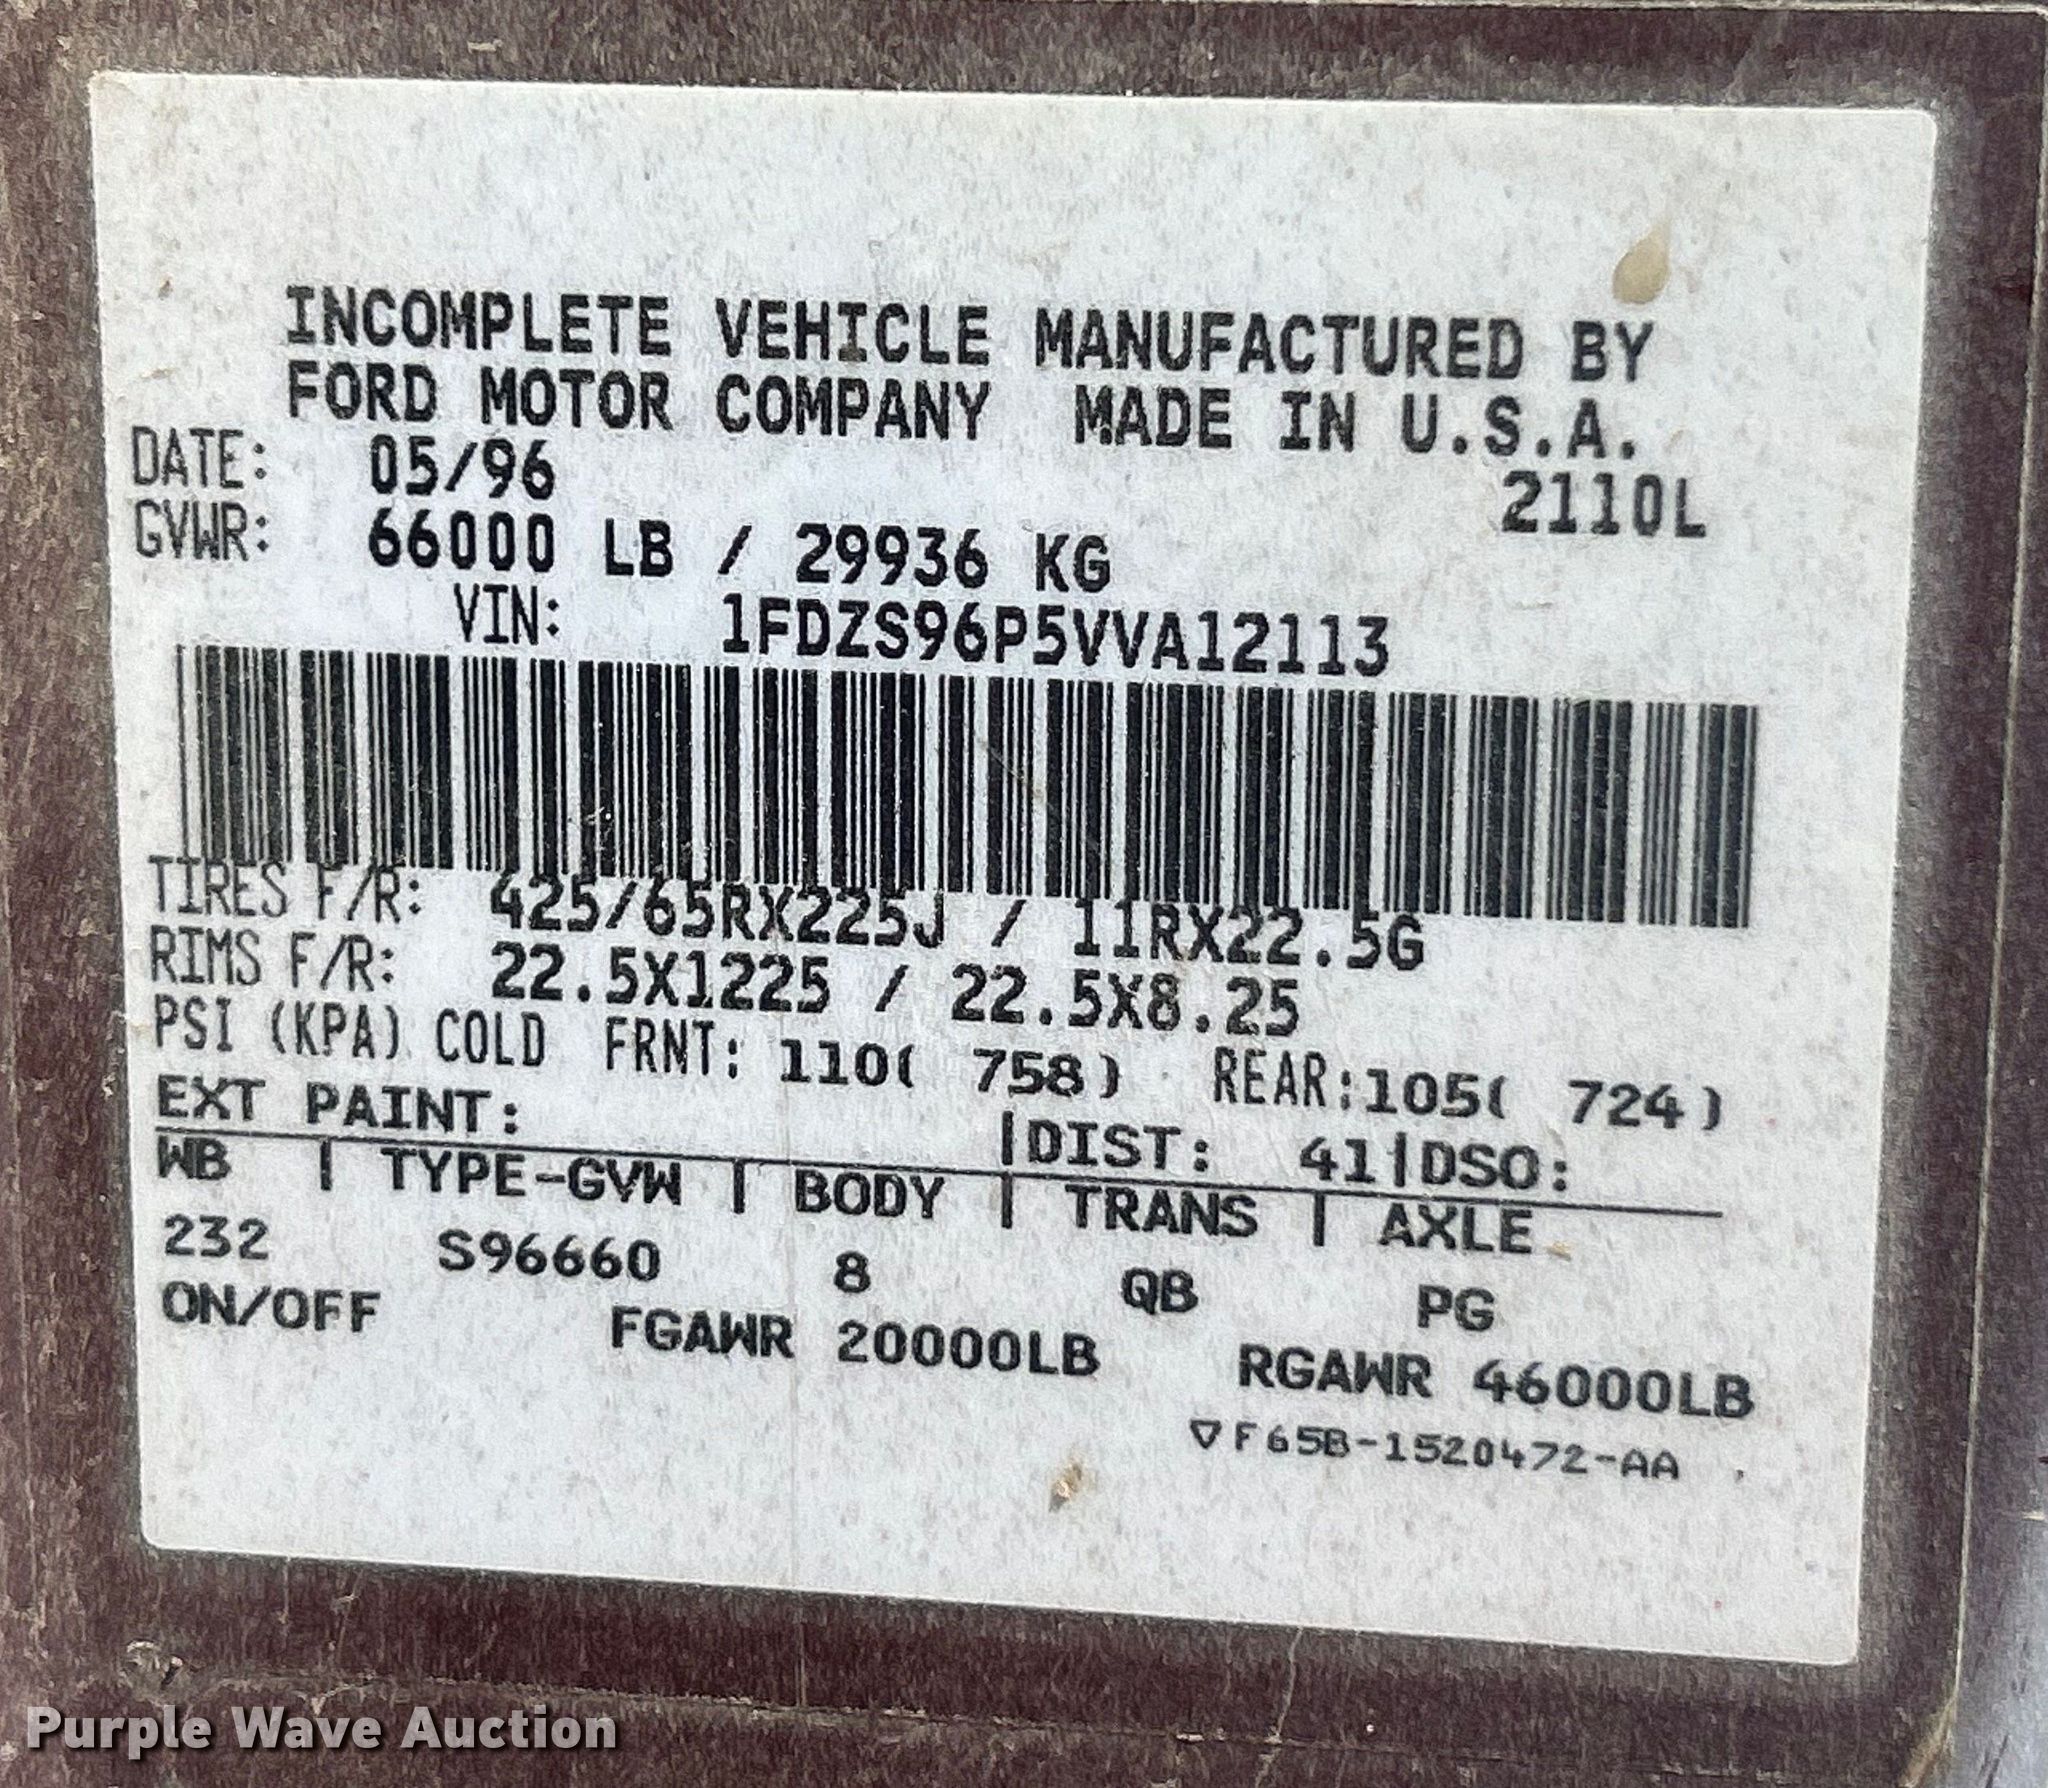 INCOMPLETE VEHICLE MANUFACTURED BY
FORD MOTOR COMPANY MADE IN U.S.A.
DATE: 05/96 2110L
GVWR: 66000 LB / 29936 KG
VIN: 1FDZS96P5VVA12113
TIRES F/R: 425/65RX225J / 11RX22.5G
RIMS F/R: 22.5X1225 / 22.5X8.25
PSI (KPA) COLD FRNT: 110( 758) REAR:105( 724)
EXT PAINT: |DIST: 41|DSO:
WB | TYPE-GVW | BODY | TRANS | AXLE
232 S96660 8 QB PG
ON/OFF FGAWR 20000LB RGAWR 46000LB
▽F65B-1520472-AA
Purple Wave Auction